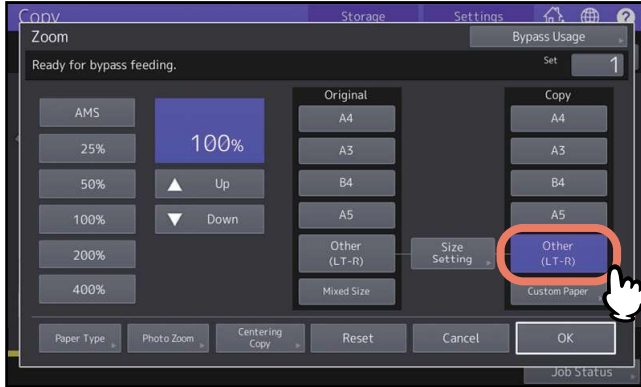 Copy
Storage
Settings
?
Zoom
Bypass Usage
Ready for bypass feeding.
Set
1
AMS
25%
50%
100%
200%
400%
100%
Up
Down
Original
A4
A3
B4
A5
Other
(LT-R)
Mixed Size
Size
Setting
Copy
A4
A3
B4
A5
Other
(LT-R)
Custom Paper
Paper Type
Photo Zoom
Centering
Copy
Reset
Cancel
OK
Job Status